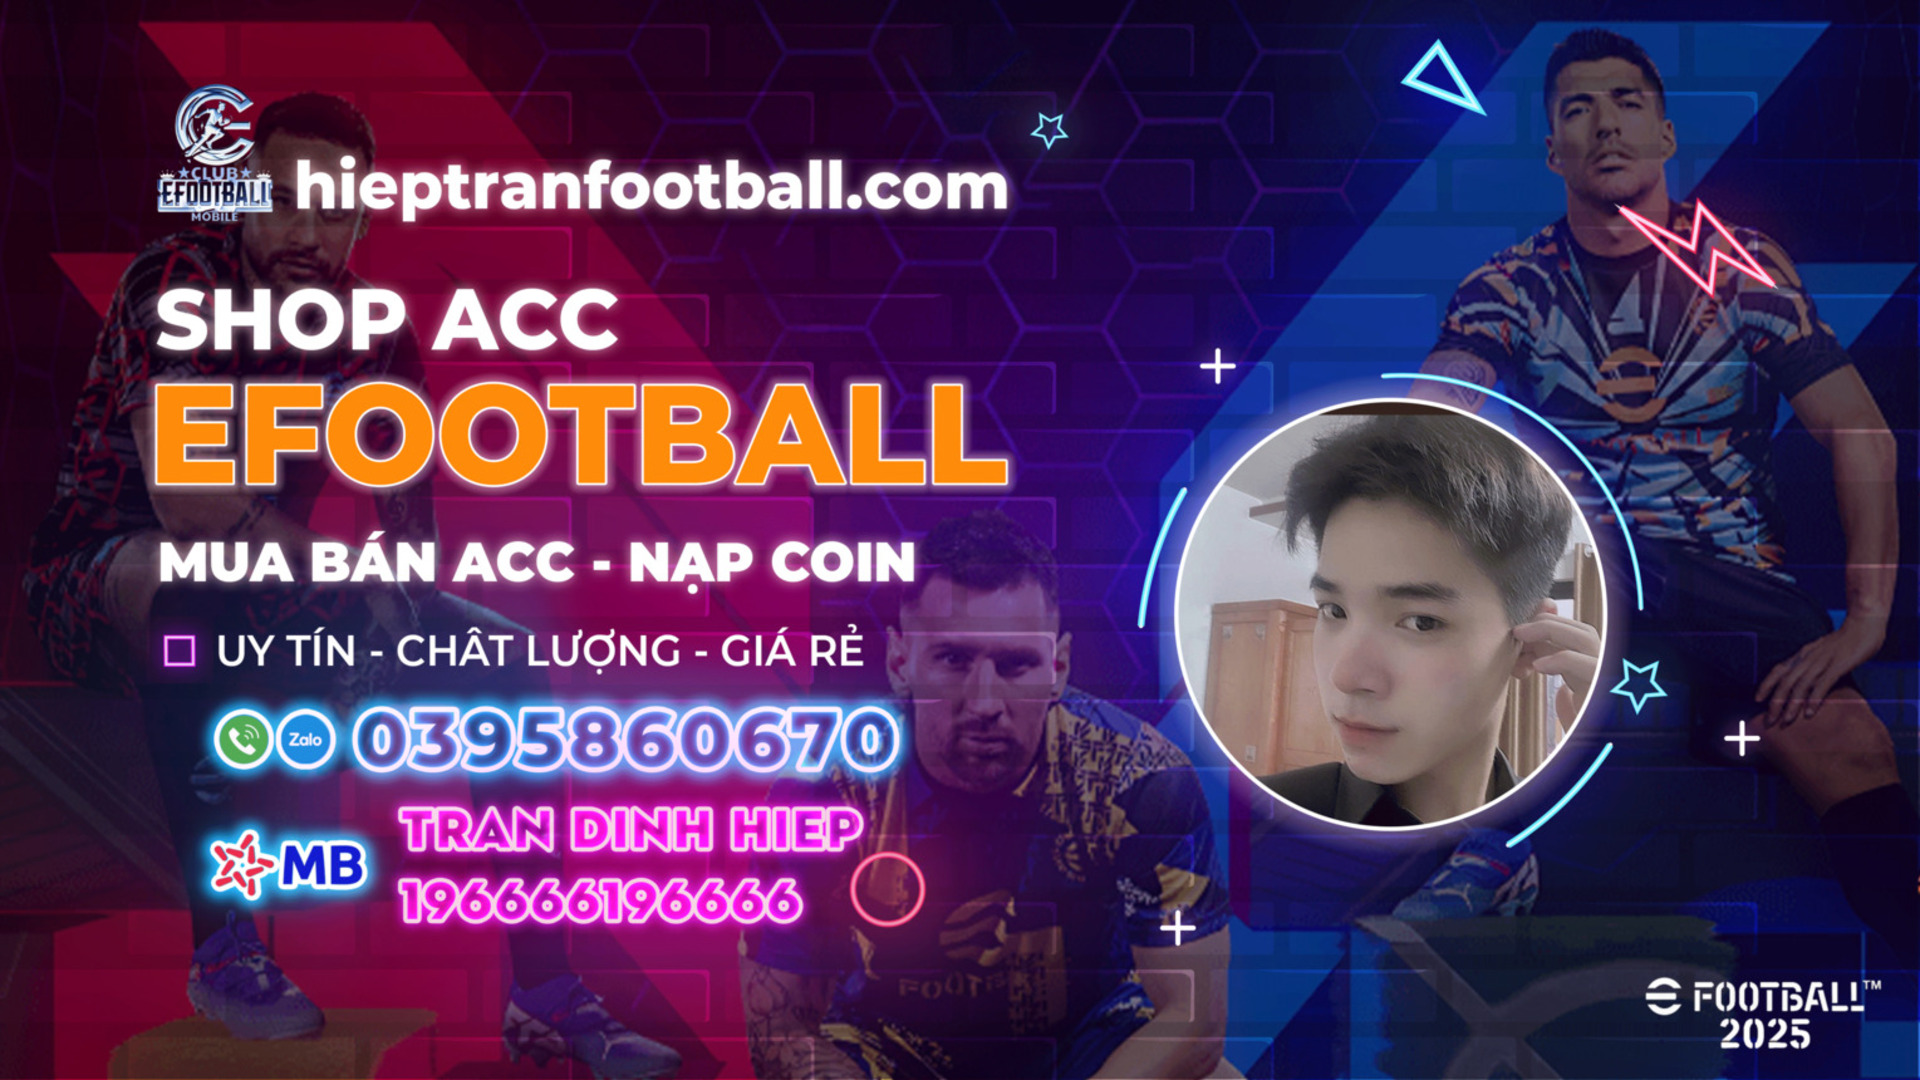 CLUB
EFOOTBALL
MOBILE
hieptranfootball.com
SHOP ACC
EFOOTBALL
MUA BÁN ACC - NẠP COIN
UY TÍN - CHÂT LƯỢNG - GIÁ RẺ
Zalo 0395860670
MB
TRAN DINH HIEP
196666196666
FOOTBALL™
2025